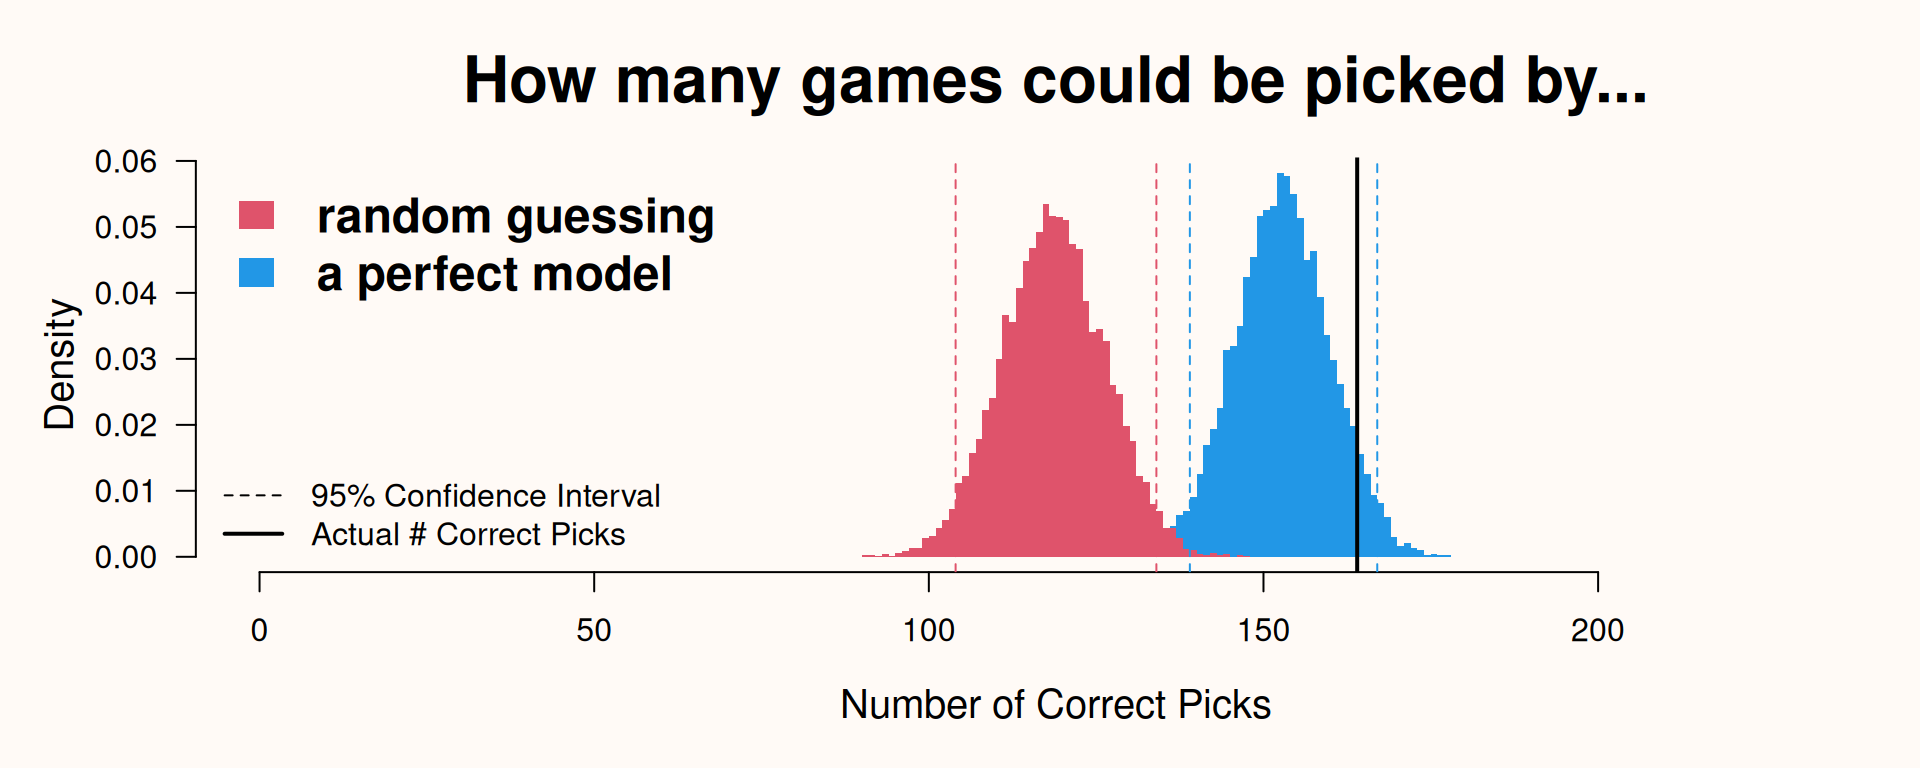 How many games could be picked by...
0.06
0.05
0.04
0.03
0.02
0.01
0.00
Density
random guessing
a perfect model
95% Confidence Interval
Actual # Correct Picks
0 50 100 150 200
Number of Correct Picks